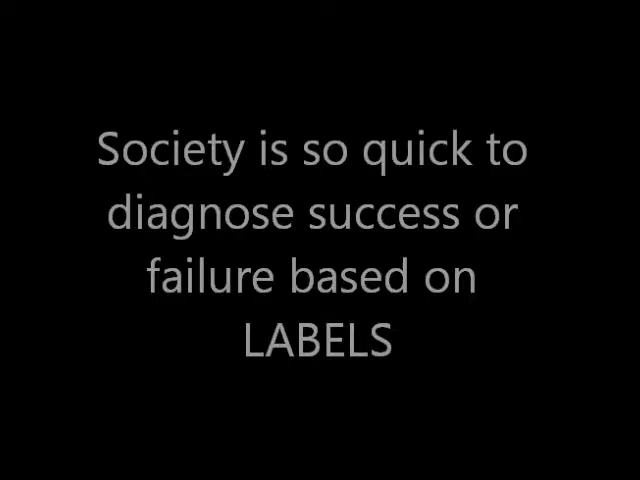 Society is so quick to
diagnose success or
failure based on
LABELS